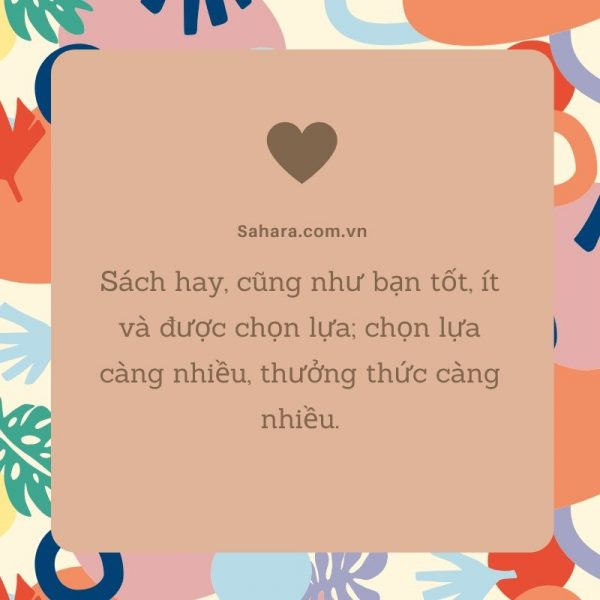 Sahara.com.vn
Sách hay, cũng như bạn tốt, ít
và được chọn lựa; chọn lựa
càng nhiều, thưởng thức càng
nhiều.